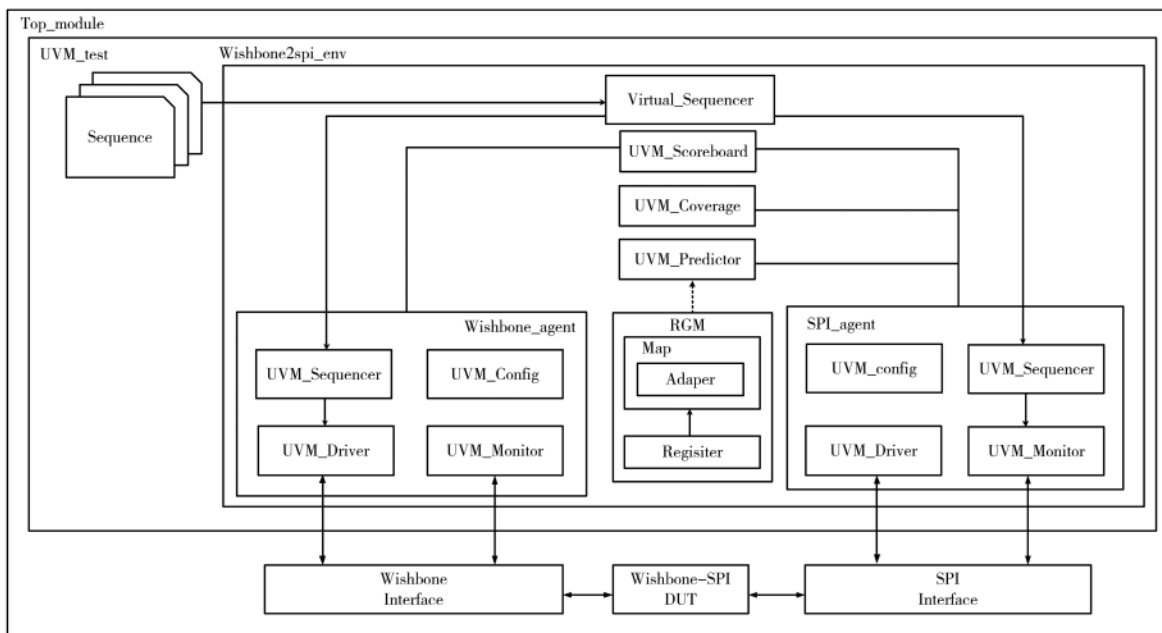 Top_module
UVM_test
Wishbone2spi_env
Sequence
Virtual_Sequencer
UVM_Scoreboard
UVM_Coverage
UVM_Predictor
Wishbone_agent
UVM_Sequencer
UVM_Config
UVM_Driver
UVM_Monitor
RGM
Map
Adaper
Regisiter
SPI_agent
UVM_config
UVM_Sequencer
UVM_Driver
UVM_Monitor
Wishbone
Interface
Wishbone-SPI
DUT
SPI
Interface